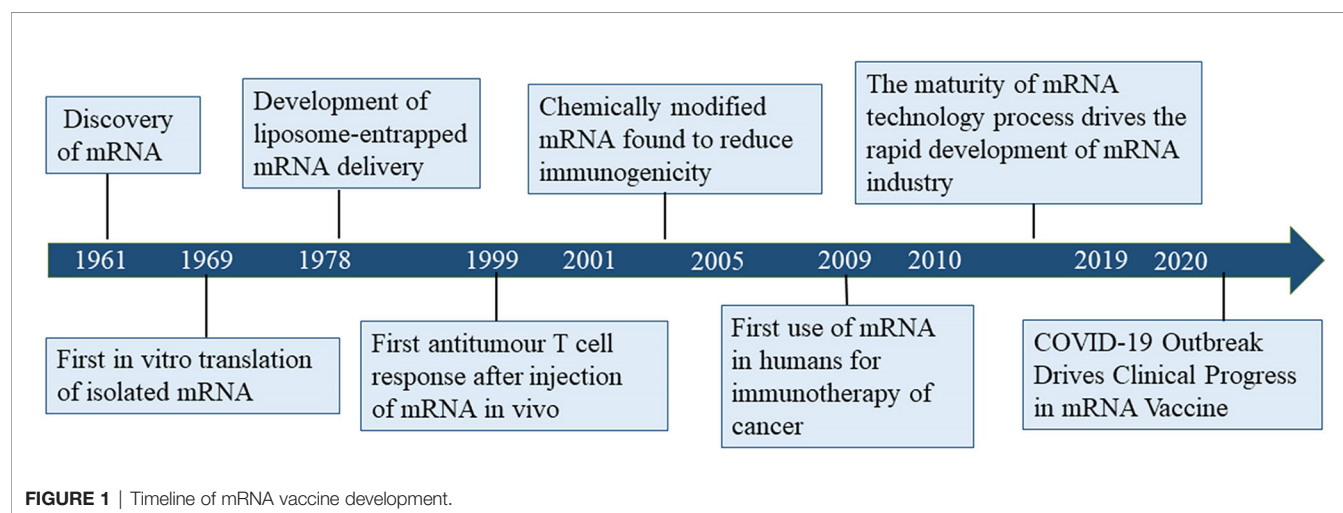 Discovery
of mRNA
Development of
liposome-entrapped
mRNA delivery
Chemically modified
mRNA found to reduce
immunogenicity
The maturity of mRNA
technology process drives the
rapid development of mRNA
industry
1961 1969 1978 1999 2001 2005 2009 2010 2019 2020
First in vitro translation
of isolated mRNA
First antitumour T cell
response after injection
of mRNA in vivo
First use of mRNA
in humans for
immunotherapy of
cancer
COVID-19 Outbreak
Drives Clinical Progress
in mRNA Vaccine
FIGURE 1 | Timeline of mRNA vaccine development.